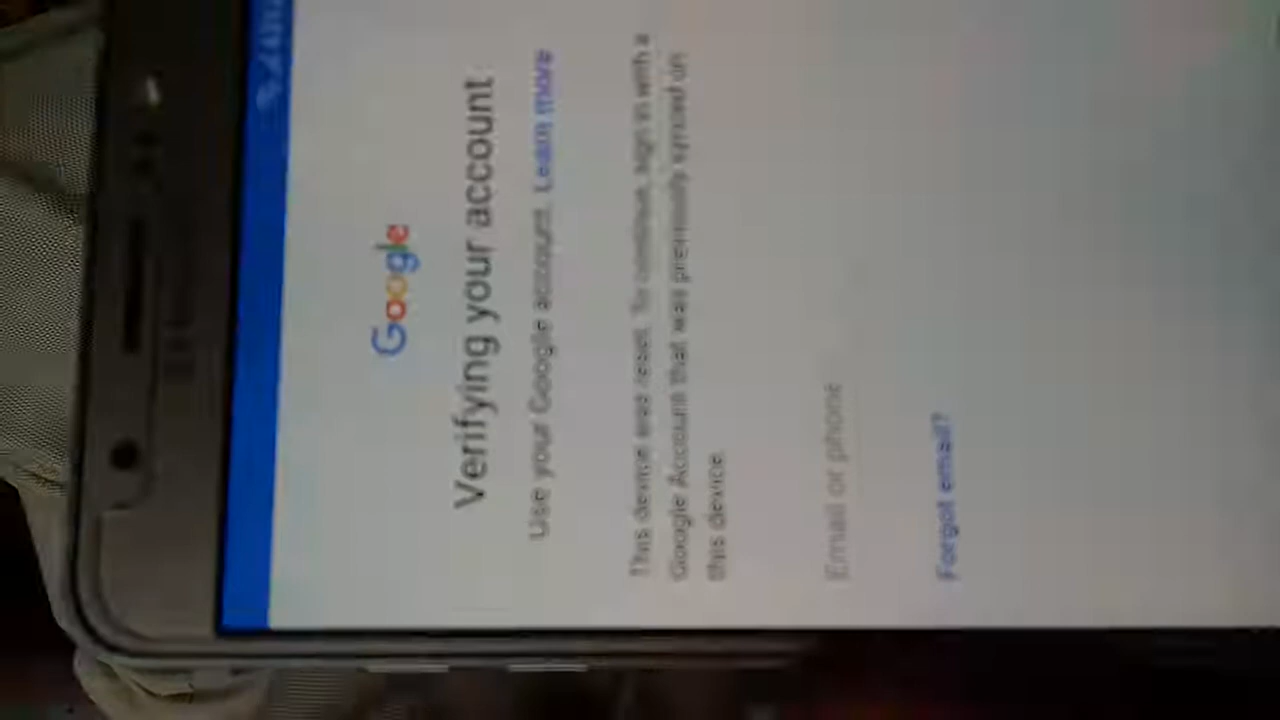 Google
Verifying your account
Use your Google account. Learn more
This device was reset. To continue, sign in with a
Google Account that was previously synced on
this device.
Email or phone
Forgot email?